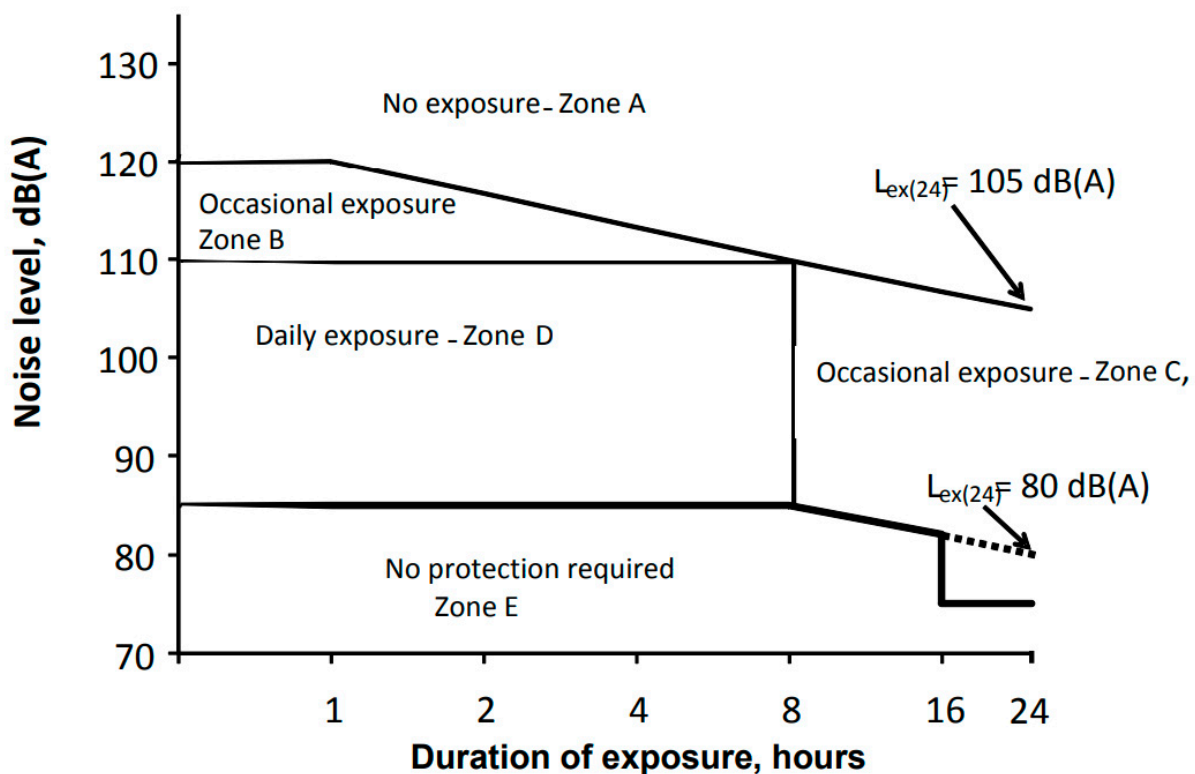 Noise level, dB(A)
130
120
110
100
90
80
70
No exposure - Zone A
Occasional exposure
Zone B
Lex(24)= 105 dB(A)
Daily exposure - Zone D
Occasional exposure - Zone C,
Lex(24)= 80 dB(A)
No protection required
Zone E
1 2 4 8 16 24
Duration of exposure, hours